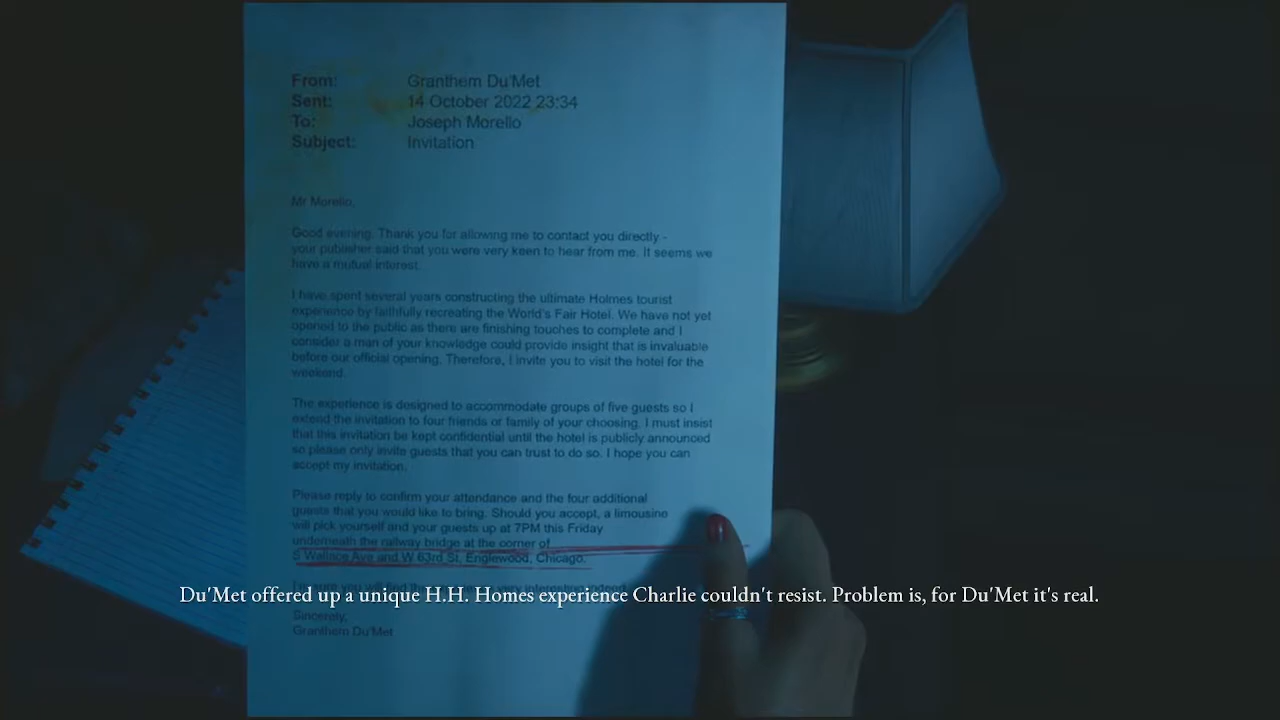 From: Granthem Du'Met
Sent: 14 October 2022 23:34
To: Joseph Morello
Subject: Invitation
Mr Morello,
Good evening. Thank you for allowing me to contact you directly -
your publisher said that you were very keen to hear from me. It seems we
have a mutual interest.
I have spent several years constructing the ultimate Holmes tourist
experience by faithfully recreating the World's Fair Hotel. We have not yet
opened to the public as there are finishing touches to complete and I
consider a man of your knowledge could provide insight that is invaluable
before our official opening. Therefore, I invite you to visit the hotel for the
weekend.
The experience is designed to accommodate groups of five guests so I
extend the invitation to four friends or family of your choosing. I must insist
that this invitation be kept confidential until the hotel is publicly announced
so please only invite guests that you can trust to do so. I hope you can
accept my invitation.
Please reply to confirm your attendance and the four additional
guests that you would like to bring. Should you accept, a limousine
will pick yourself and your guests up at 7PM this Friday
underneath the railway bridge at the corner of
S Wallace Ave and W 63rd St, Englewood, Chicago.
Du'Met offered up a unique H.H. Homes experience Charlie couldn't resist. Problem is, for Du'Met it's real.
Sincerely,
Granthem Du'Met